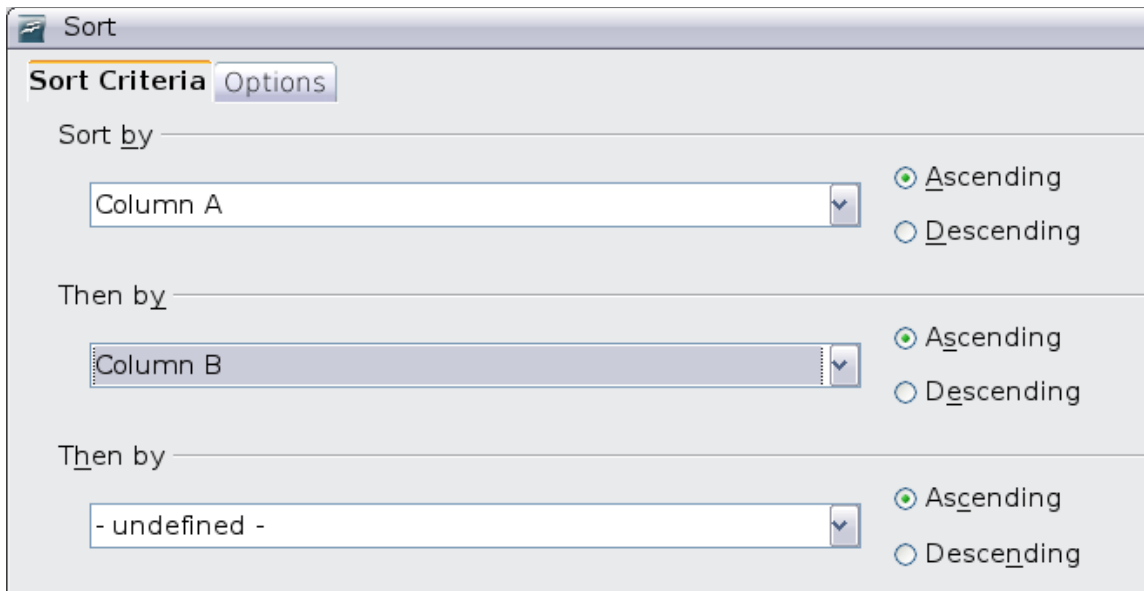 Sort
Sort Criteria Options
Sort by
Column A
Ascending
Descending
Then by
Column B
Ascending
Descending
Then by
- undefined -
Ascending
Descending